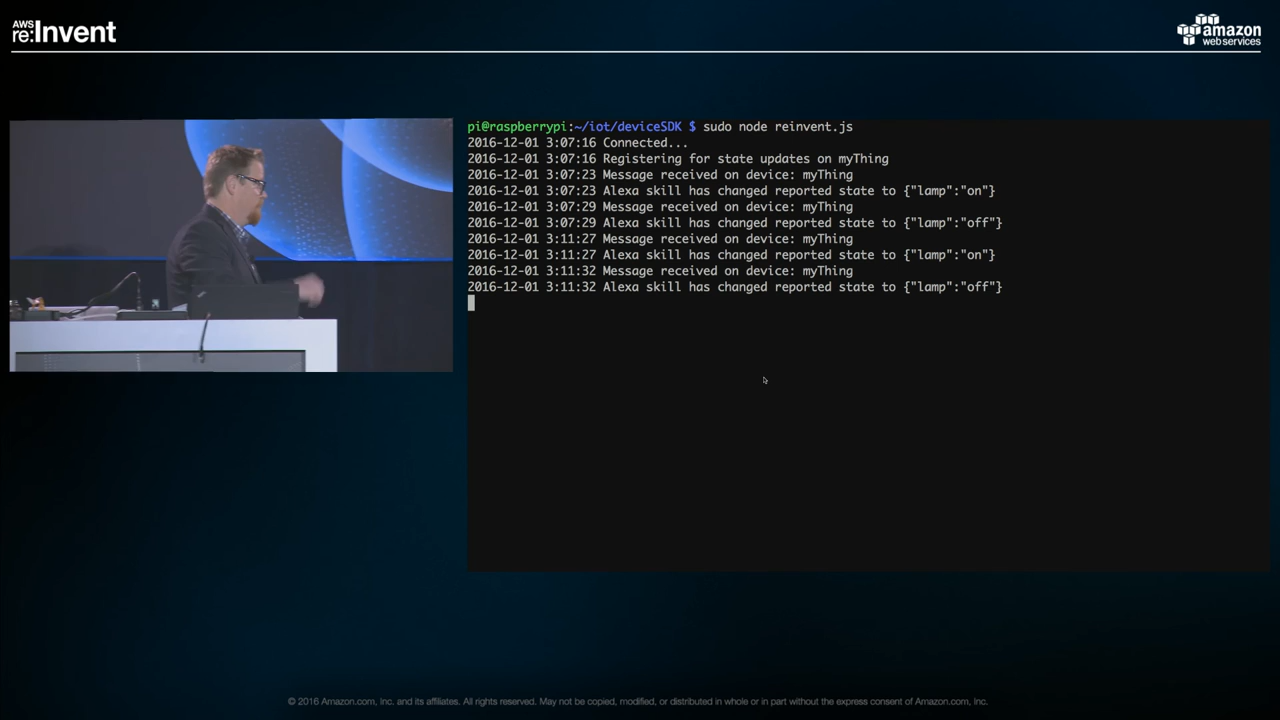 AWS
re:Invent
amazon
web services
pi@raspberrypi:~/iot/deviceSDK $ sudo node reinvent.js
2016-12-01 3:07:16 Connected...
2016-12-01 3:07:16 Registering for state updates on myThing
2016-12-01 3:07:23 Message received on device: myThing
2016-12-01 3:07:23 Alexa skill has changed reported state to {"lamp":"on"}
2016-12-01 3:07:29 Message received on device: myThing
2016-12-01 3:07:29 Alexa skill has changed reported state to {"lamp":"off"}
2016-12-01 3:11:27 Message received on device: myThing
2016-12-01 3:11:27 Alexa skill has changed reported state to {"lamp":"on"}
2016-12-01 3:11:32 Message received on device: myThing
2016-12-01 3:11:32 Alexa skill has changed reported state to {"lamp":"off"}
© 2016 Amazon.com, Inc. and its affiliates. All rights reserved. May not be copied, modified, or distributed in whole or in part without the express consent of Amazon.com, Inc.